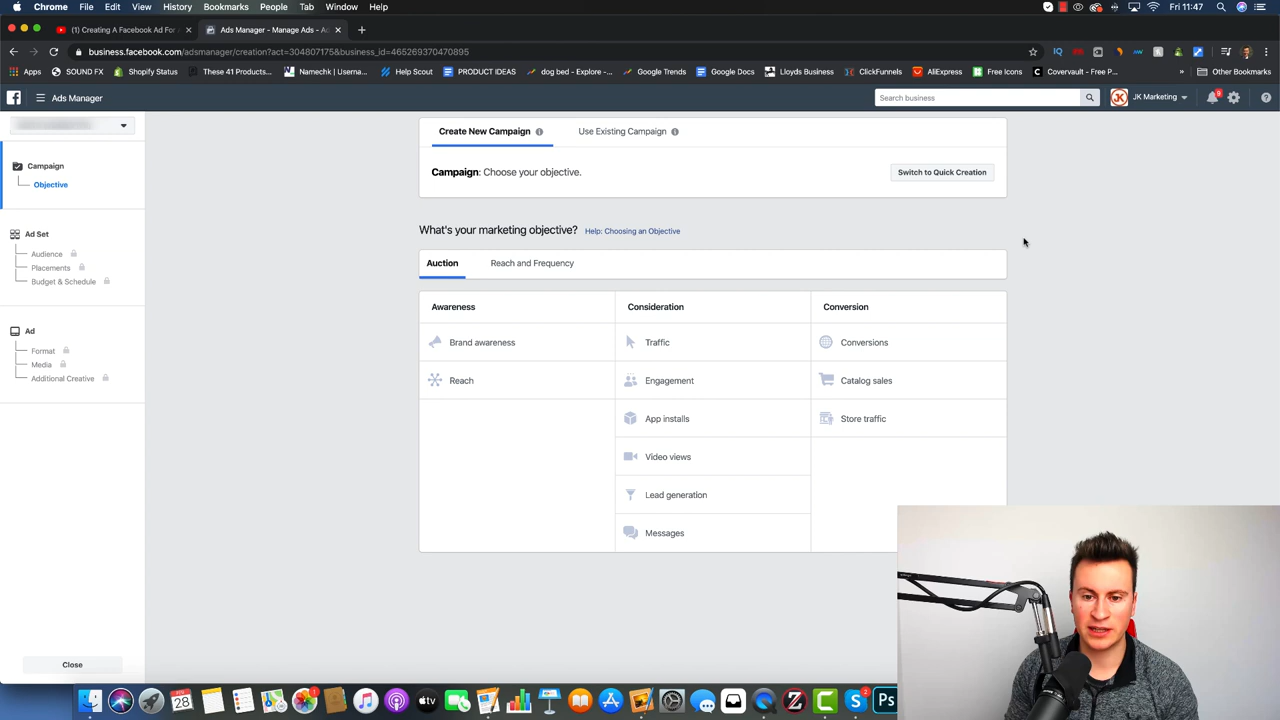 Chrome File Edit View History Bookmarks People Tab Window Help
Fri 11:47
(1) Creating A Facebook Ad For
Ads Manager - Manage Ads - A
business.facebook.com/adsmanager/creation?act=304807175&business_id=465269370470895
Apps SOUND FX Shopify Status These 41 Products... Namechk | Userna... Help Scout PRODUCT IDEAS dog bed - Explore -... Google Trends Google Docs Lloyds Business ClickFunnels AliExpress Free Icons Covervault - Free P... » Other Bookmarks
Ads Manager
Search business
JK Marketing
9
Create New Campaign
Use Existing Campaign
Campaign
Objective
Campaign: Choose your objective.
Switch to Quick Creation
What's your marketing objective? Help: Choosing an Objective
Ad Set
Audience
Placements
Budget & Schedule
Auction
Reach and Frequency
Awareness
Consideration
Conversion
Ad
Format
Media
Additional Creative
Brand awareness
Traffic
Conversions
Reach
Engagement
Catalog sales
App installs
Store traffic
Video views
Lead generation
Messages
Close
tv
Ps